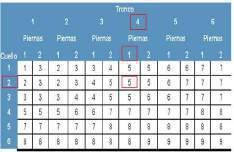 Tronco
1 2 3 4 5 6
Piernas Piernas Piernas Piernas Piernas Piernas
Cuello 1 2 1 2 1 2 1 2 1 2 1 2
1 1 2 2 3 3 4 5 5 6 6 7 7
2 2 3 2 3 4 5 5 5 6 7 7 7
3 3 3 3 4 4 5 5 6 6 7 7 7
4 5 5 5 6 6 7 7 7 7 7 8 8
5 7 7 7 7 7 8 8 8 8 8 8 8
6 8 8 8 8 8 8 8 9 9 9 9 9